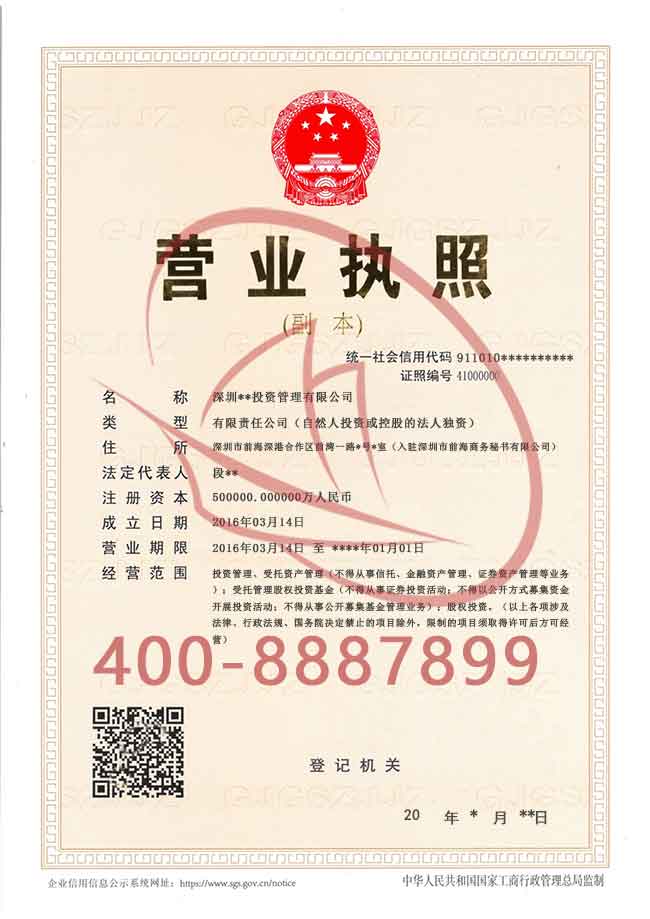 营业执照
(副 本)
统一社会信用代码 911010**********
证照编号 41000000
名称 深圳**投资管理有限公司
类型 有限责任公司（自然人投资或控股的法人独资）
住所 深圳市前海深港合作区前湾一路*号*室（入驻深圳市前海商务秘书有限公司）
法定代表人 段**
注册资本 500000.000000万人民币
成立日期 2016年03月14日
营业期限 2016年03月14日 至 ****年01月01日
经营范围 投资管理、受托资产管理（不得从事信托、金融资产管理、证券资产管理等业务
）；受托管理股权投资基金（不得从事证券投资活动；不得以公开方式募集资金
开展投资活动；不得从事公开募集基金管理业务）；股权投资。（以上各项涉及
法律、行政法规、国务院决定禁止的项目除外，限制的项目须取得许可后方可经
营）
400-8887899
登记机关
20 年 * 月 **日
企业信用信息公示系统网址：https://www.sgs.gov.cn/notice
中华人民共和国国家工商行政管理总局监制